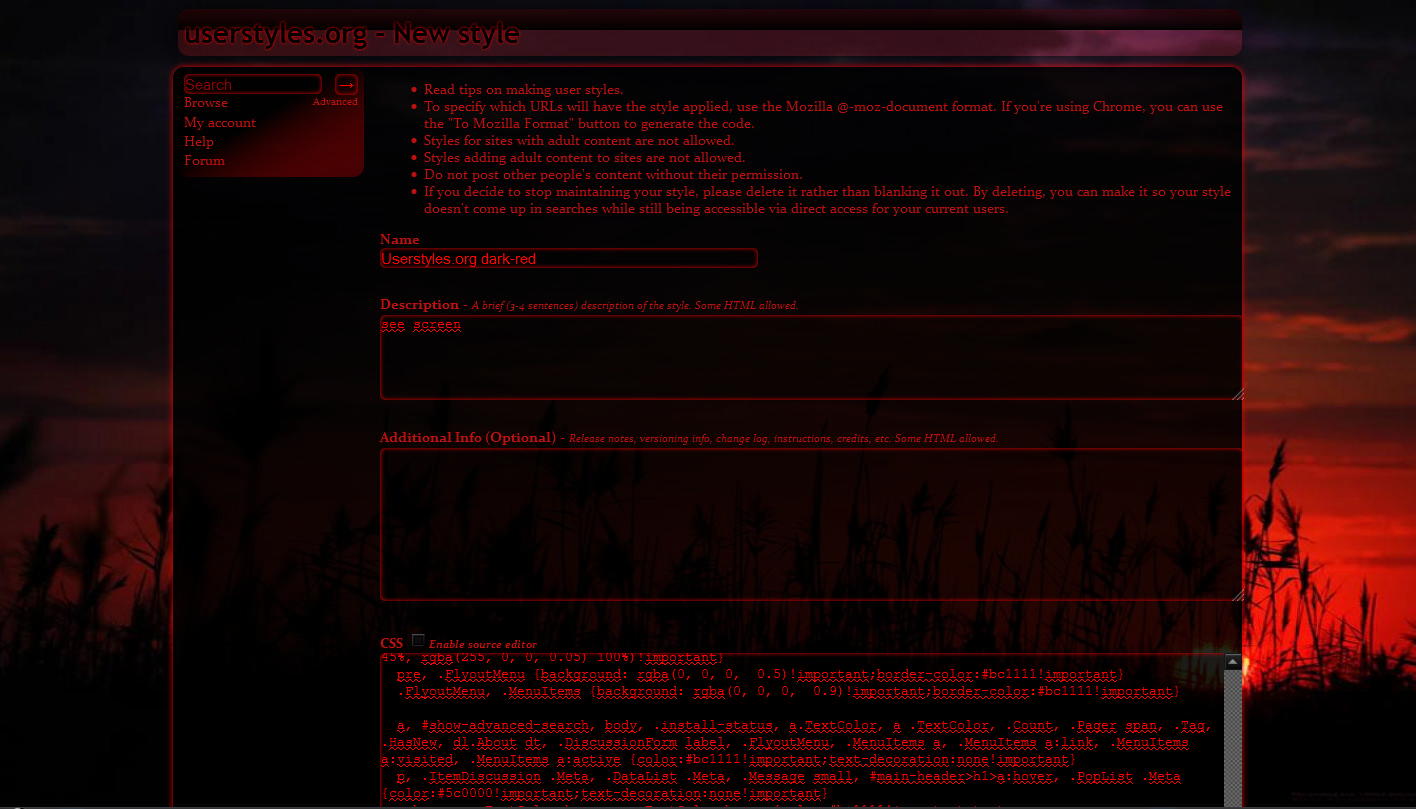 userstyles.org - New style
Search
→
Browse
Advanced
My account
Help
Forum
Read tips on making user styles.
To specify which URLs will have the style applied, use the Mozilla @-moz-document format. If you're using Chrome, you can use
the "To Mozilla Format" button to generate the code.
Styles for sites with adult content are not allowed.
Styles adding adult content to sites are not allowed.
Do not post other people's content without their permission.
If you decide to stop maintaining your style, please delete it rather than blanking it out. By deleting, you can make it so your style
doesn't come up in searches while still being accessible via direct access for your current users.
Name
Userstyles.org dark-red
Description - A brief (3-4 sentences) description of the style. Some HTML allowed.
see screen
Additional Info (Optional) - Release notes, versioning info, change log, instructions, credits, etc. Some HTML allowed.
CSS Enable source editor
45%, rgba(255, 0, 0, 0.05) 100%)!important}
pre, .FlyoutMenu {background: rgba(0, 0, 0, 0.5)!important;border-color:#bc1111!important}
.FlyoutMenu, .MenuItems {background: rgba(0, 0, 0, 0.9)!important;border-color:#bc1111!important}
a, #show-advanced-search, body, .install-status, a.TextColor, a .TextColor, .Count, .Pager span, .Tag,
.HasNew, dl.About dt, .DiscussionForm label, .FlyoutMenu, .MenuItems a, .MenuItems a:link, .MenuItems
a:visited, .MenuItems a:active {color:#bc1111!important;text-decoration:none!important}
p, .ItemDiscussion .Meta, .DataList .Meta, .Message small, #main-header>h1>a:hover, .PopList .Meta
{color:#5c0000!important;text-decoration:none!important}